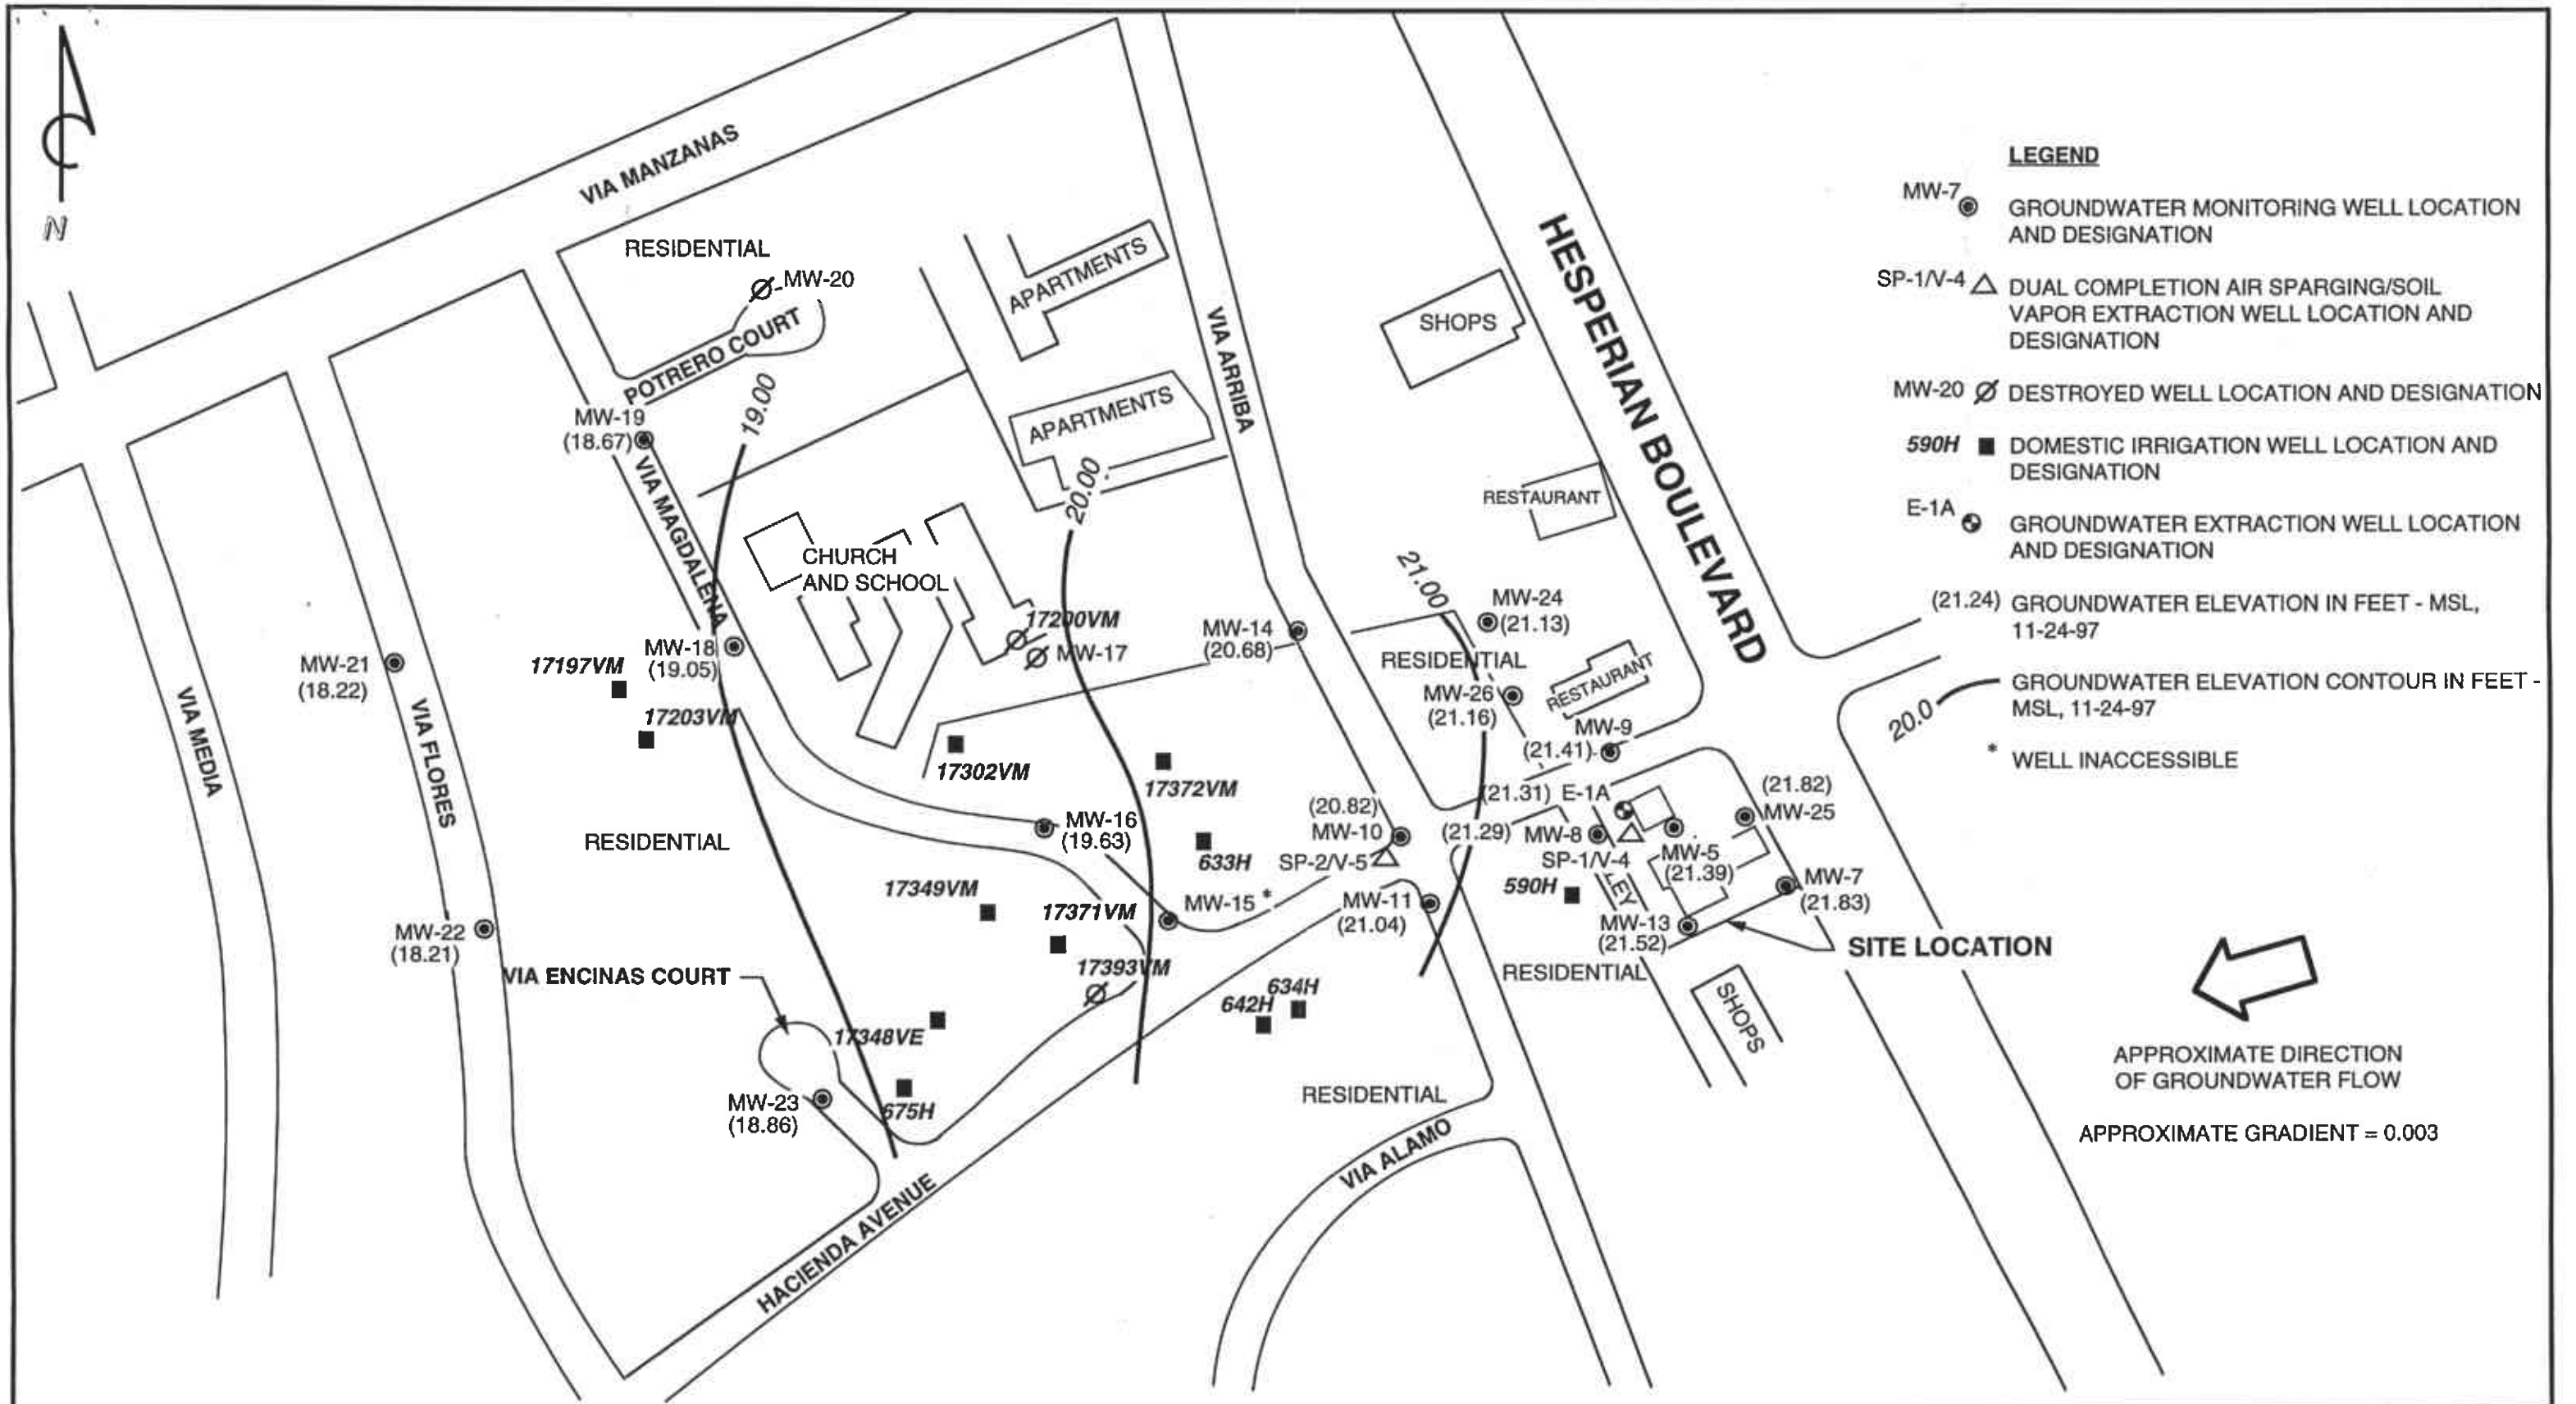 N
VIA MANZANAS
RESIDENTIAL
MW-20
POTRERO COURT
APARTMENTS
APARTMENTS
VIA ARRIBA
SHOPS
HESPERIAN BOULEVARD
MW-19
(18.67)
19.00
VIA MAGDALENA
20.00
RESTAURANT
CHURCH
AND SCHOOL
21.00
MW-24
(21.13)
17200VM
MW-17
MW-14
(20.68)
MW-18
(19.05)
17197VM
17203VM
MW-21
(18.22)
VIA MEDIA
VIA FLORES
RESIDENTIAL
MW-26
(21.16)
RESTAURANT
MW-9
(21.41)
17302VM
17372VM
(21.31)
E-1A
(21.82)
MW-25
RESIDENTIAL
MW-16
(19.63)
(20.82)
MW-10
(21.29)
MW-8
SP-2/V-5
SP-1/V-4
MW-5
(21.39)
633H
17349VM
17371VM
MW-15 *
MW-11
(21.04)
590H
LEY
MW-7
(21.83)
MW-13
(21.52)
SITE LOCATION
MW-22
(18.21)
VIA ENCINAS COURT
17393VM
RESIDENTIAL
634H
642H
SHOPS
17348VE
675H
MW-23
(18.86)
RESIDENTIAL
VIA ALAMO
HACIENDA AVENUE
LEGEND
MW-7
GROUNDWATER MONITORING WELL LOCATION
AND DESIGNATION
SP-1/V-4
DUAL COMPLETION AIR SPARGING/SOIL
VAPOR EXTRACTION WELL LOCATION AND
DESIGNATION
MW-20
DESTROYED WELL LOCATION AND DESIGNATION
590H
DOMESTIC IRRIGATION WELL LOCATION AND
DESIGNATION
E-1A
GROUNDWATER EXTRACTION WELL LOCATION
AND DESIGNATION
(21.24)
GROUNDWATER ELEVATION IN FEET - MSL,
11-24-97
20.0
GROUNDWATER ELEVATION CONTOUR IN FEET -
MSL, 11-24-97
* WELL INACCESSIBLE
APPROXIMATE DIRECTION
OF GROUNDWATER FLOW
APPROXIMATE GRADIENT = 0.003